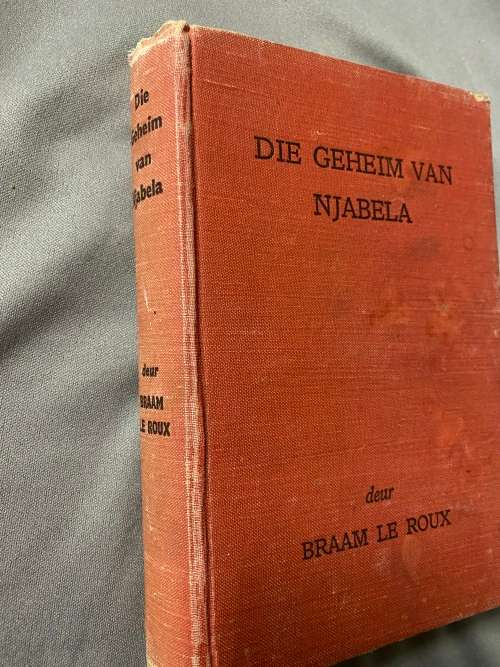 Die
Geheim
van
Njabela
deur
BRAAM
LE ROUX
DIE GEHEIM VAN
NJABELA
deur
BRAAM LE ROUX